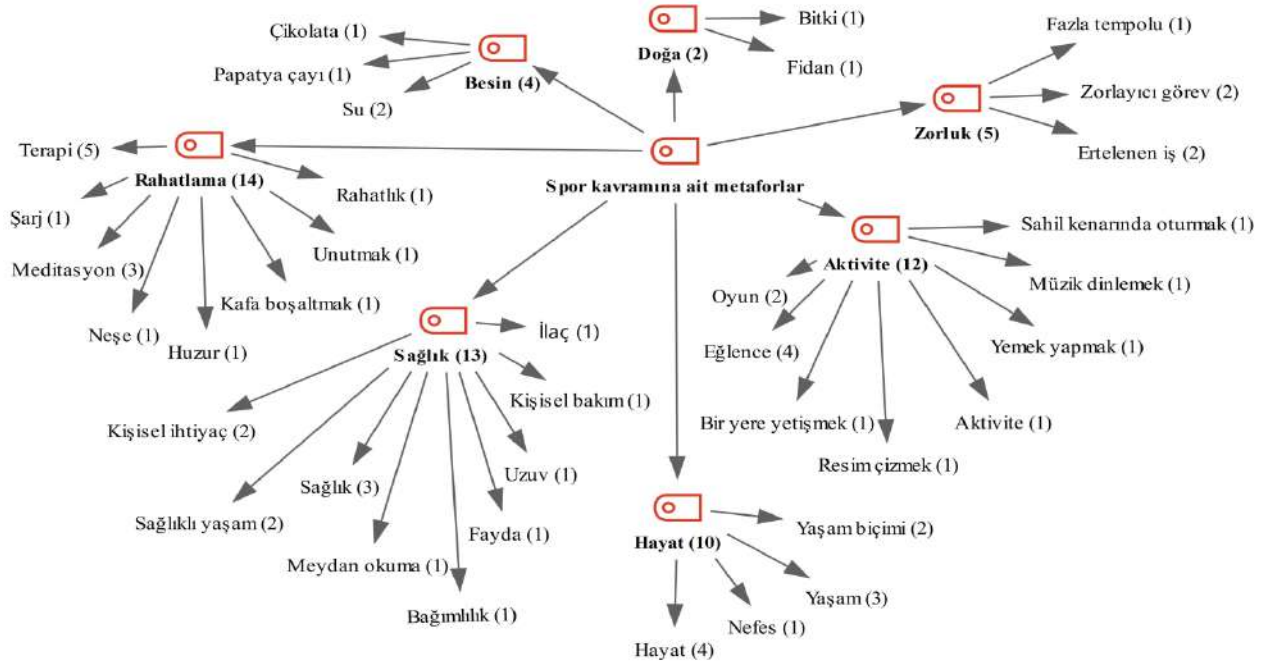 Çikolata (1)
Papatya çayı (1)
Su (2)
Besin (4)
Doğa (2)
Bitki (1)
Fidan (1)
Fazla tempolu (1)
Zorlayıcı görev (2)
Ertelenen iş (2)
Zorluk (5)
Spor kavramına ait metaforlar
Terapi (5)
Rahatlama (14)
Rahatlık (1)
Şarj (1)
Unutmak (1)
Meditasyon (3)
Kafa boşaltmak (1)
Neşe (1)
Huzur (1)
Sahil kenarında oturmak (1)
Aktivite (12)
Müzik dinlemek (1)
Oyun (2)
Yemek yapmak (1)
Eğlence (4)
Bir yere yetişmek (1)
Aktivite (1)
Resim çizmek (1)
İlaç (1)
Sağlık (13)
Kişisel bakım (1)
Kişisel ihtiyaç (2)
Uzuv (1)
Sağlık (3)
Sağlıklı yaşam (2)
Fayda (1)
Meydan okuma (1)
Bağımlılık (1)
Hayat (10)
Yaşam biçimi (2)
Yaşam (3)
Nefes (1)
Hayat (4)